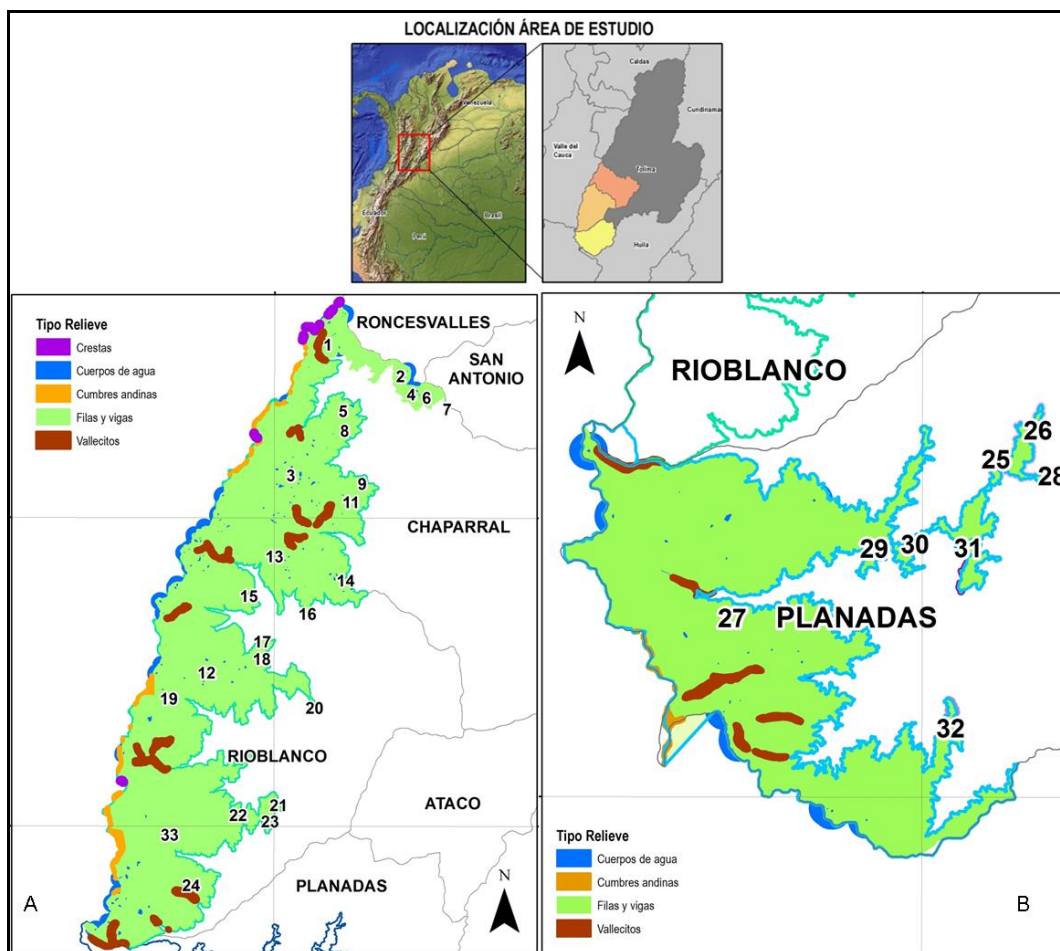 LOCALIZACIÓN ÁREA DE ESTUDIO
Venezuela
Ecuador
Perú
Brasil
Caldas
Cundinamar
Valle del
Cauca
Tolima
Huila
Tipo Relieve
Crestas
Cuerpos de agua
Cumbres andinas
Filas y vigas
Vallecitos
N
RONCESVALLES
SAN
ANTONIO
1
2
4
6
7
5
8
3
9
11
CHAPARRAL
13
14
15
16
17
18
12
19
20
RIOBLANCO
21
22
23
ATACO
33
24
PLANADAS
N
A
N
RIOBLANCO
26
25
28
29
30
31
27
PLANADAS
32
Tipo Relieve
Cuerpos de agua
Cumbres andinas
Filas y vigas
Vallecitos
B